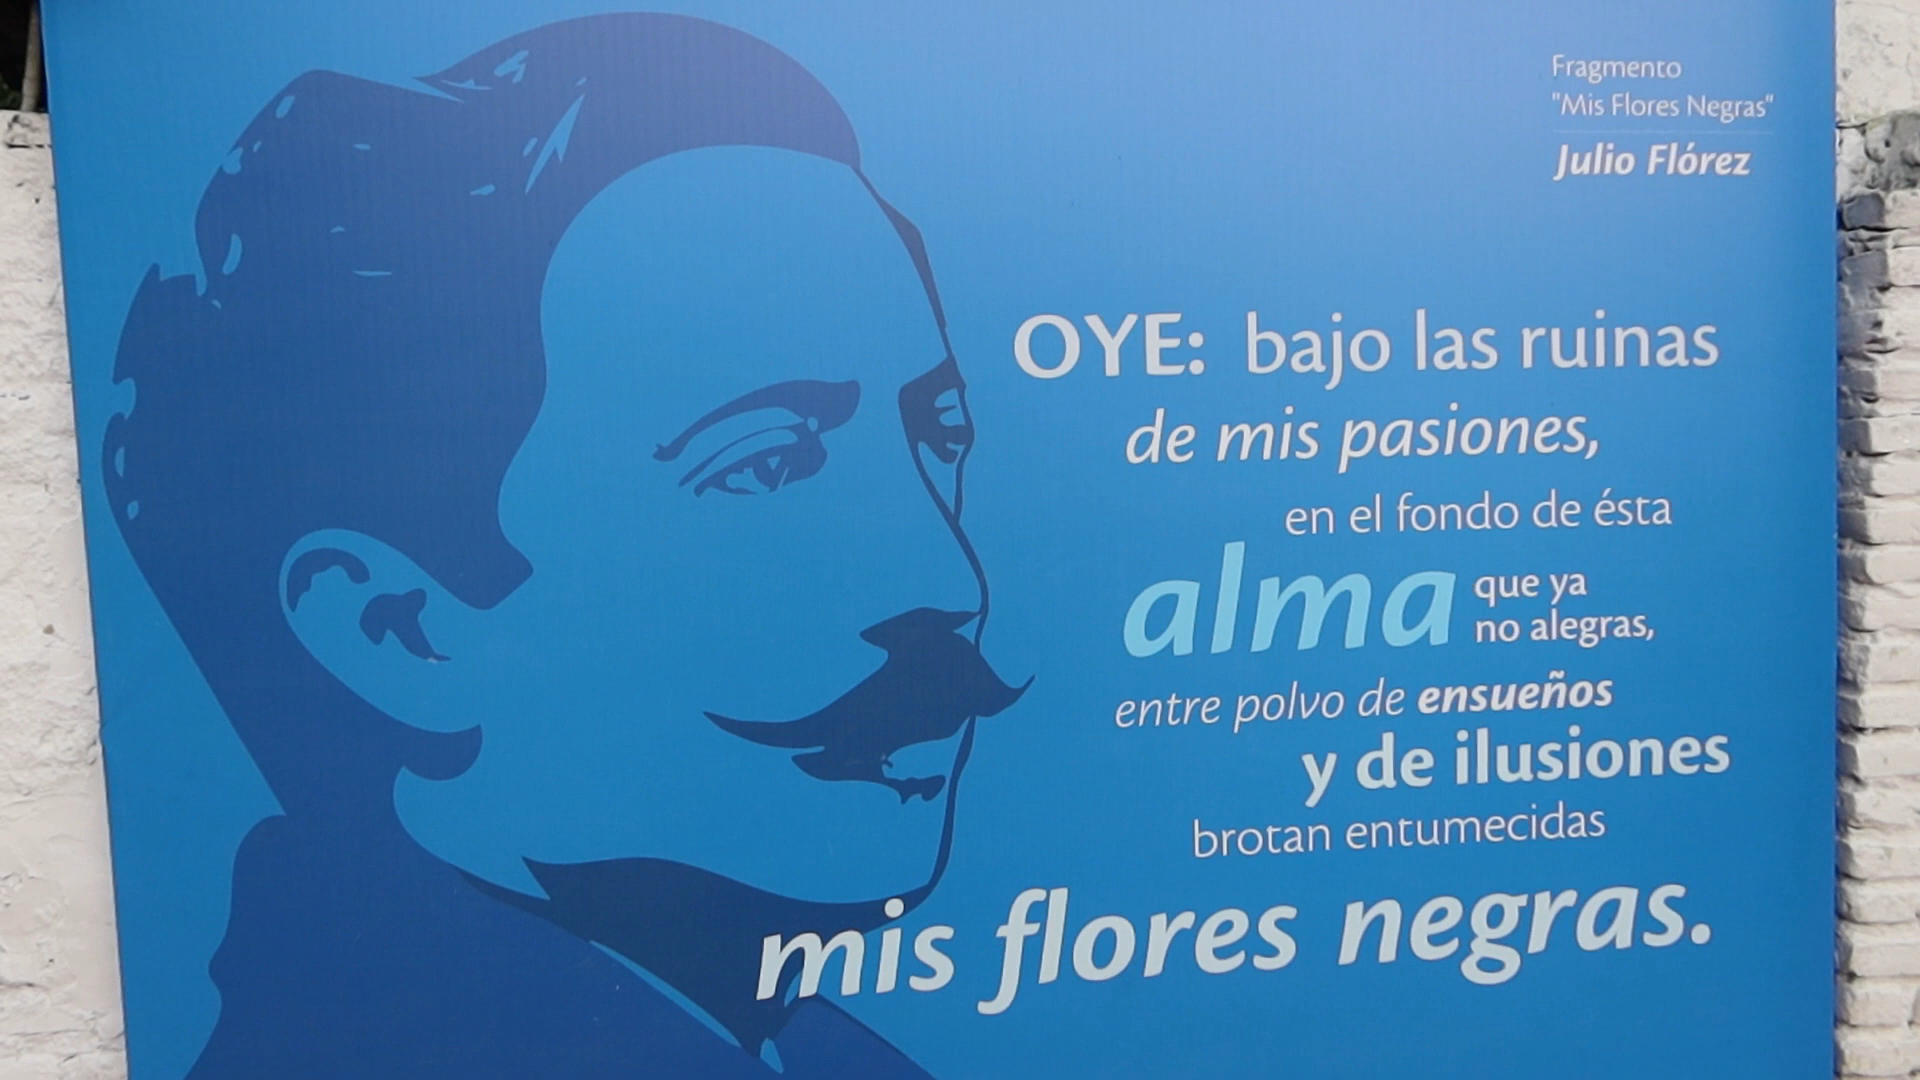 Fragmento
"Mis Flores Negras"
Julio Flórez
OYE: bajo las ruinas
de mis pasiones,
en el fondo de ésta
alma que ya
no alegras,
entre polvo de ensueños
y de ilusiones
brotan entumecidas
mis flores negras.